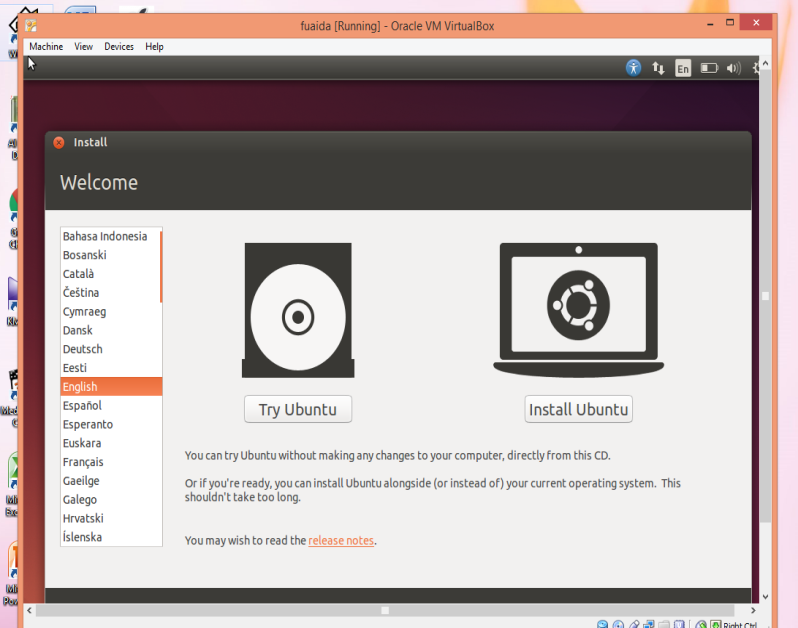 fuaida [Running] - Oracle VM VirtualBox
Machine View Devices Help
En
Install
Welcome
Bahasa Indonesia
Bosanski
Català
Čeština
Cymraeg
Dansk
Deutsch
Eesti
English
Español
Esperanto
Euskara
Français
Gaeilge
Galego
Hrvatski
Íslenska
Try Ubuntu
Install Ubuntu
You can try Ubuntu without making any changes to your computer, directly from this CD.
Or if you're ready, you can install Ubuntu alongside (or instead of) your current operating system. This
shouldn't take too long.
You may wish to read the release notes.
Right Ctrl